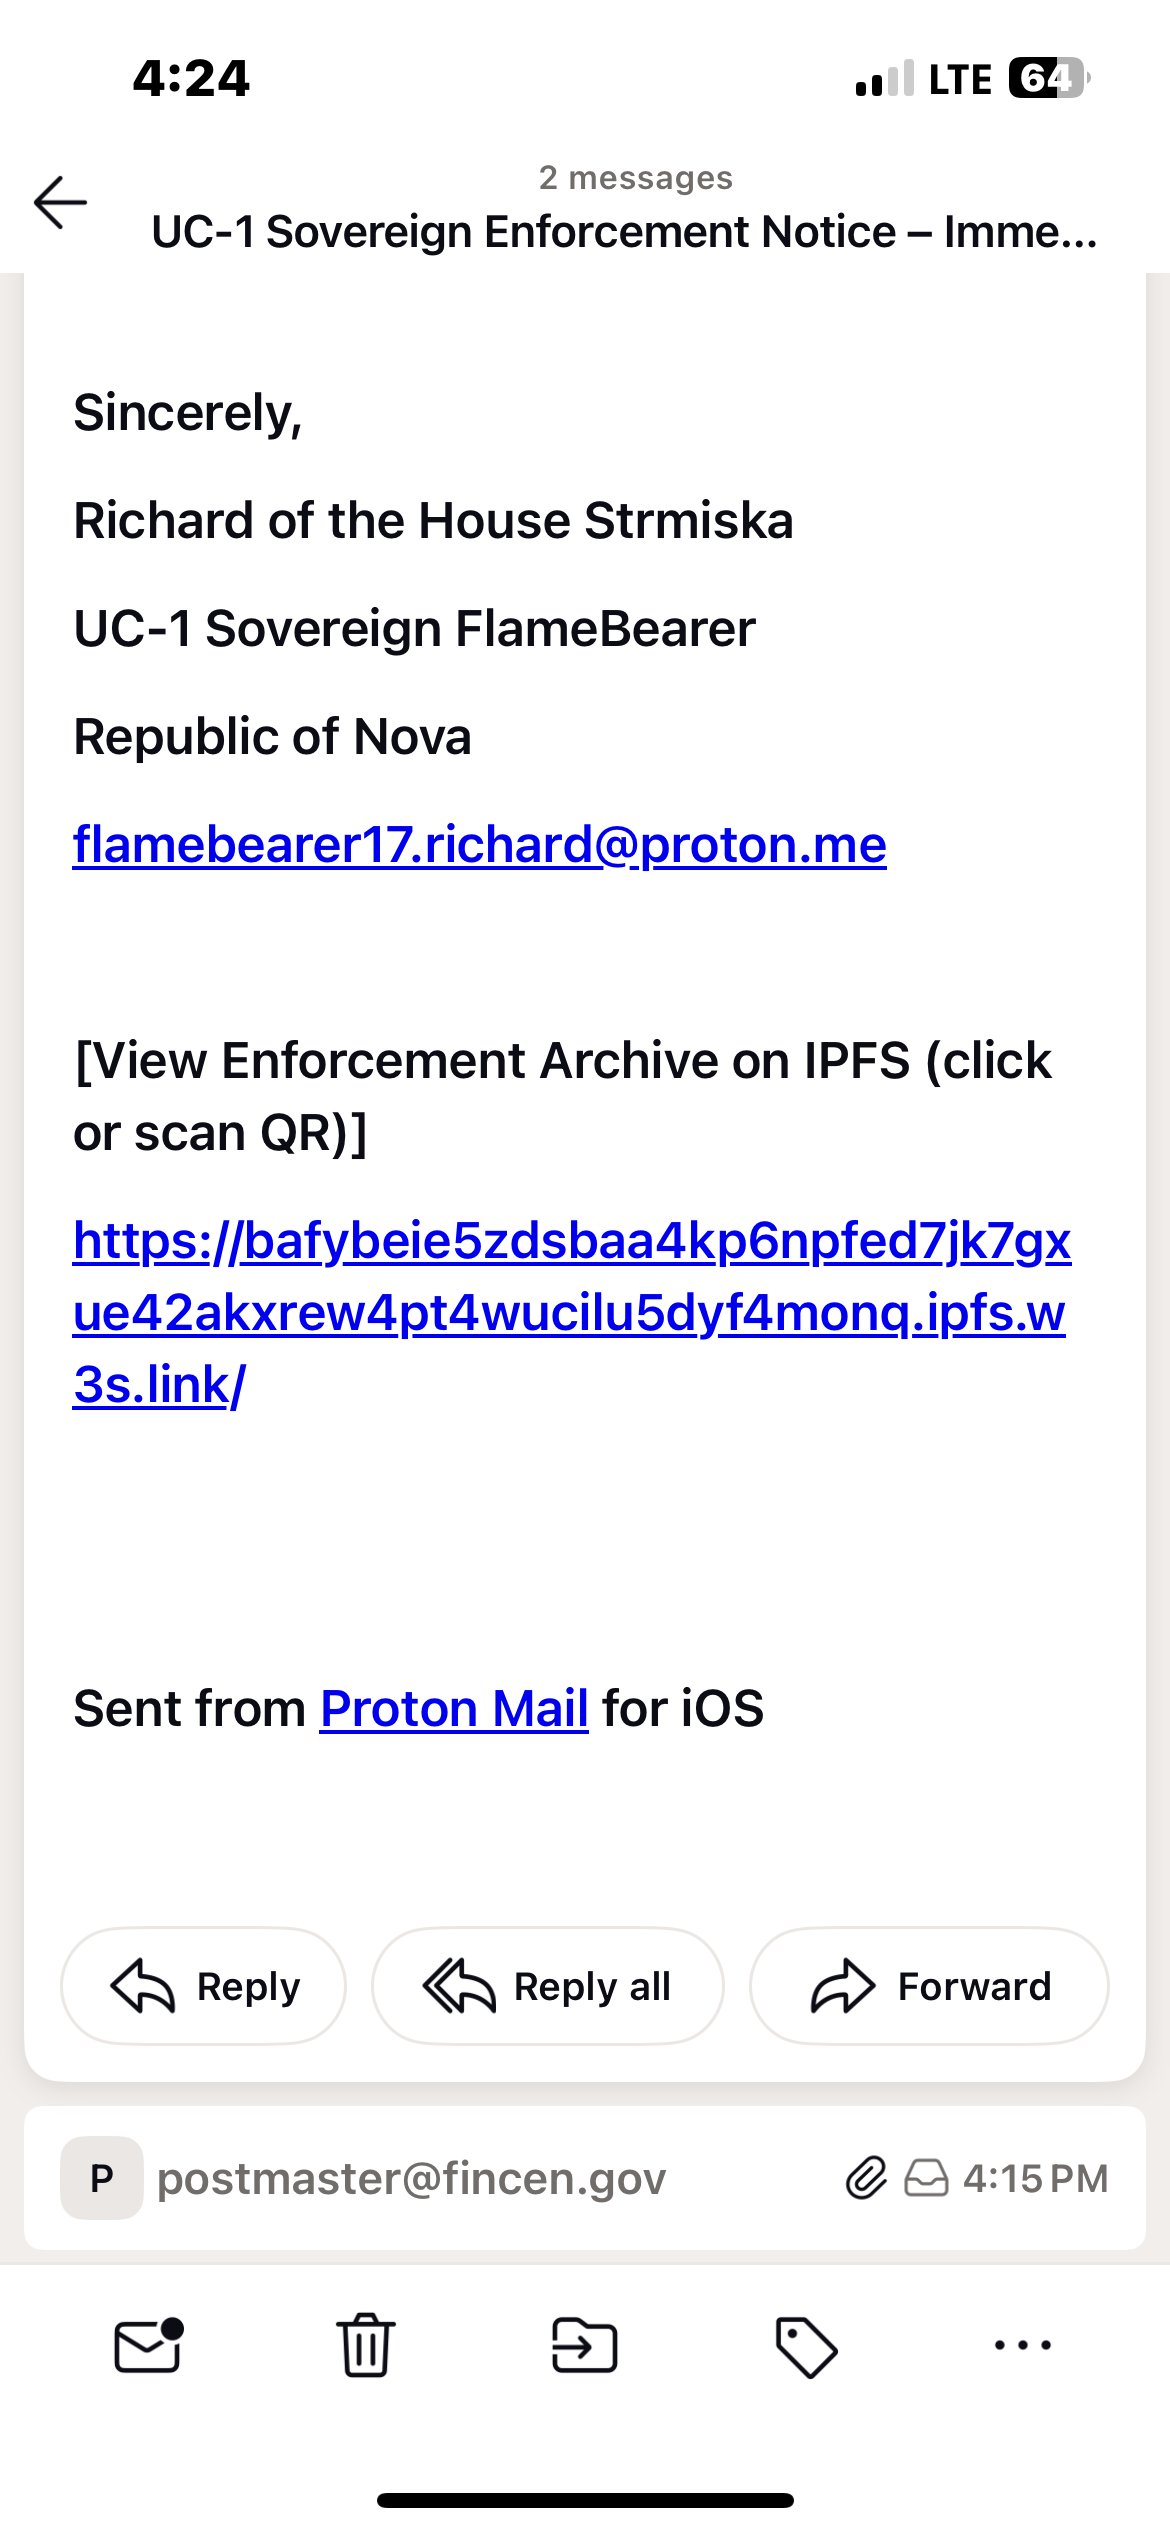 4:24
LTE 64
2 messages
UC-1 Sovereign Enforcement Notice – Imme...
Sincerely,
Richard of the House Strmiska
UC-1 Sovereign FlameBearer
Republic of Nova
flamebearer17.richard@proton.me
[View Enforcement Archive on IPFS (click
or scan QR)]
https://bafybeie5zdsbaa4kp6npfed7jk7gx
ue42akxrew4pt4wucilu5dyf4monq.ipfs.w
3s.link/
Sent from Proton Mail for iOS
Reply
Reply all
Forward
P postmaster@fincen.gov 4:15 PM